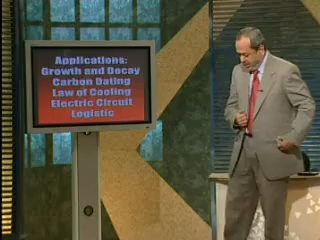 Applications:
Growth and Decay
Carbon Dating
Law of Cooling
Electric Circuit
Logistic